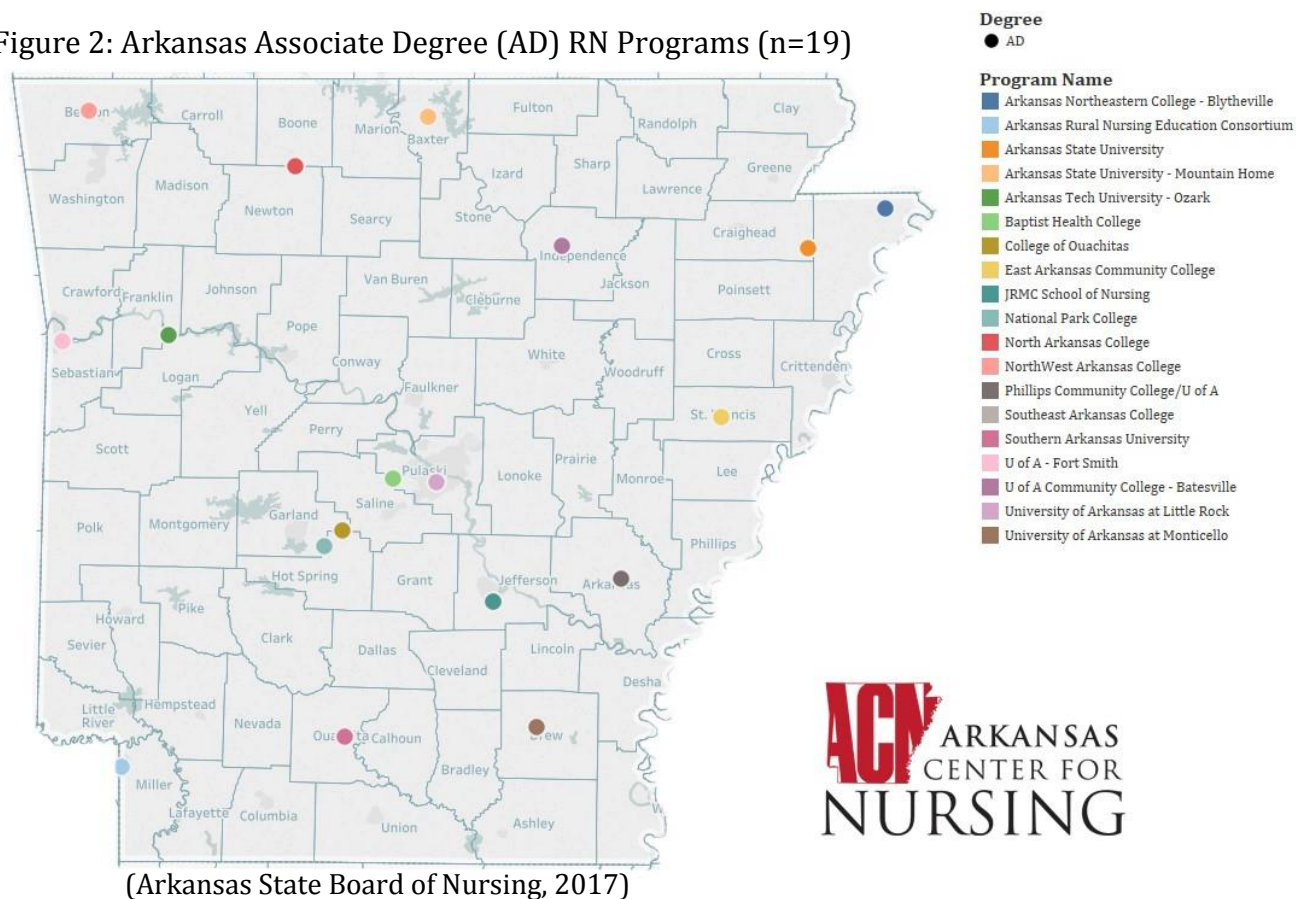 Figure 2: Arkansas Associate Degree (AD) RN Programs (n=19)
Degree
AD
Program Name
Arkansas Northeastern College - Blytheville
Arkansas Rural Nursing Education Consortium
Arkansas State University
Arkansas State University - Mountain Home
Arkansas Tech University - Ozark
Baptist Health College
College of Ouachitas
East Arkansas Community College
JRMC School of Nursing
National Park College
North Arkansas College
NorthWest Arkansas College
Phillips Community College/U of A
Southeast Arkansas College
Southern Arkansas University
U of A - Fort Smith
U of A Community College - Batesville
University of Arkansas at Little Rock
University of Arkansas at Monticello
Carroll
Boone
Marion
Baxter
Fulton
Randolph
Clay
Washington
Madison
Newton
Searcy
Stone
Izard
Sharp
Lawrence
Greene
Craighead
Independence
Jackson
Poinsett
Crawford
Franklin
Johnson
Pope
Van Buren
Cleburne
Sebastian
Logan
Conway
Faulkner
White
Woodruff
Cross
Crittenden
Scott
Yell
Perry
Pulaski
Lonoke
Prairie
Monroe
Lee
Polk
Montgomery
Garland
Saline
Hot Spring
Grant
Jefferson
Phillips
Howard
Pike
Sevier
Clark
Dallas
Cleveland
Lincoln
Desha
Little
River
Hempstead
Nevada
Calhoun
Bradley
Miller
Lafayette
Columbia
Union
Ashley
ACN
ARKANSAS
CENTER FOR
NURSING
(Arkansas State Board of Nursing, 2017)